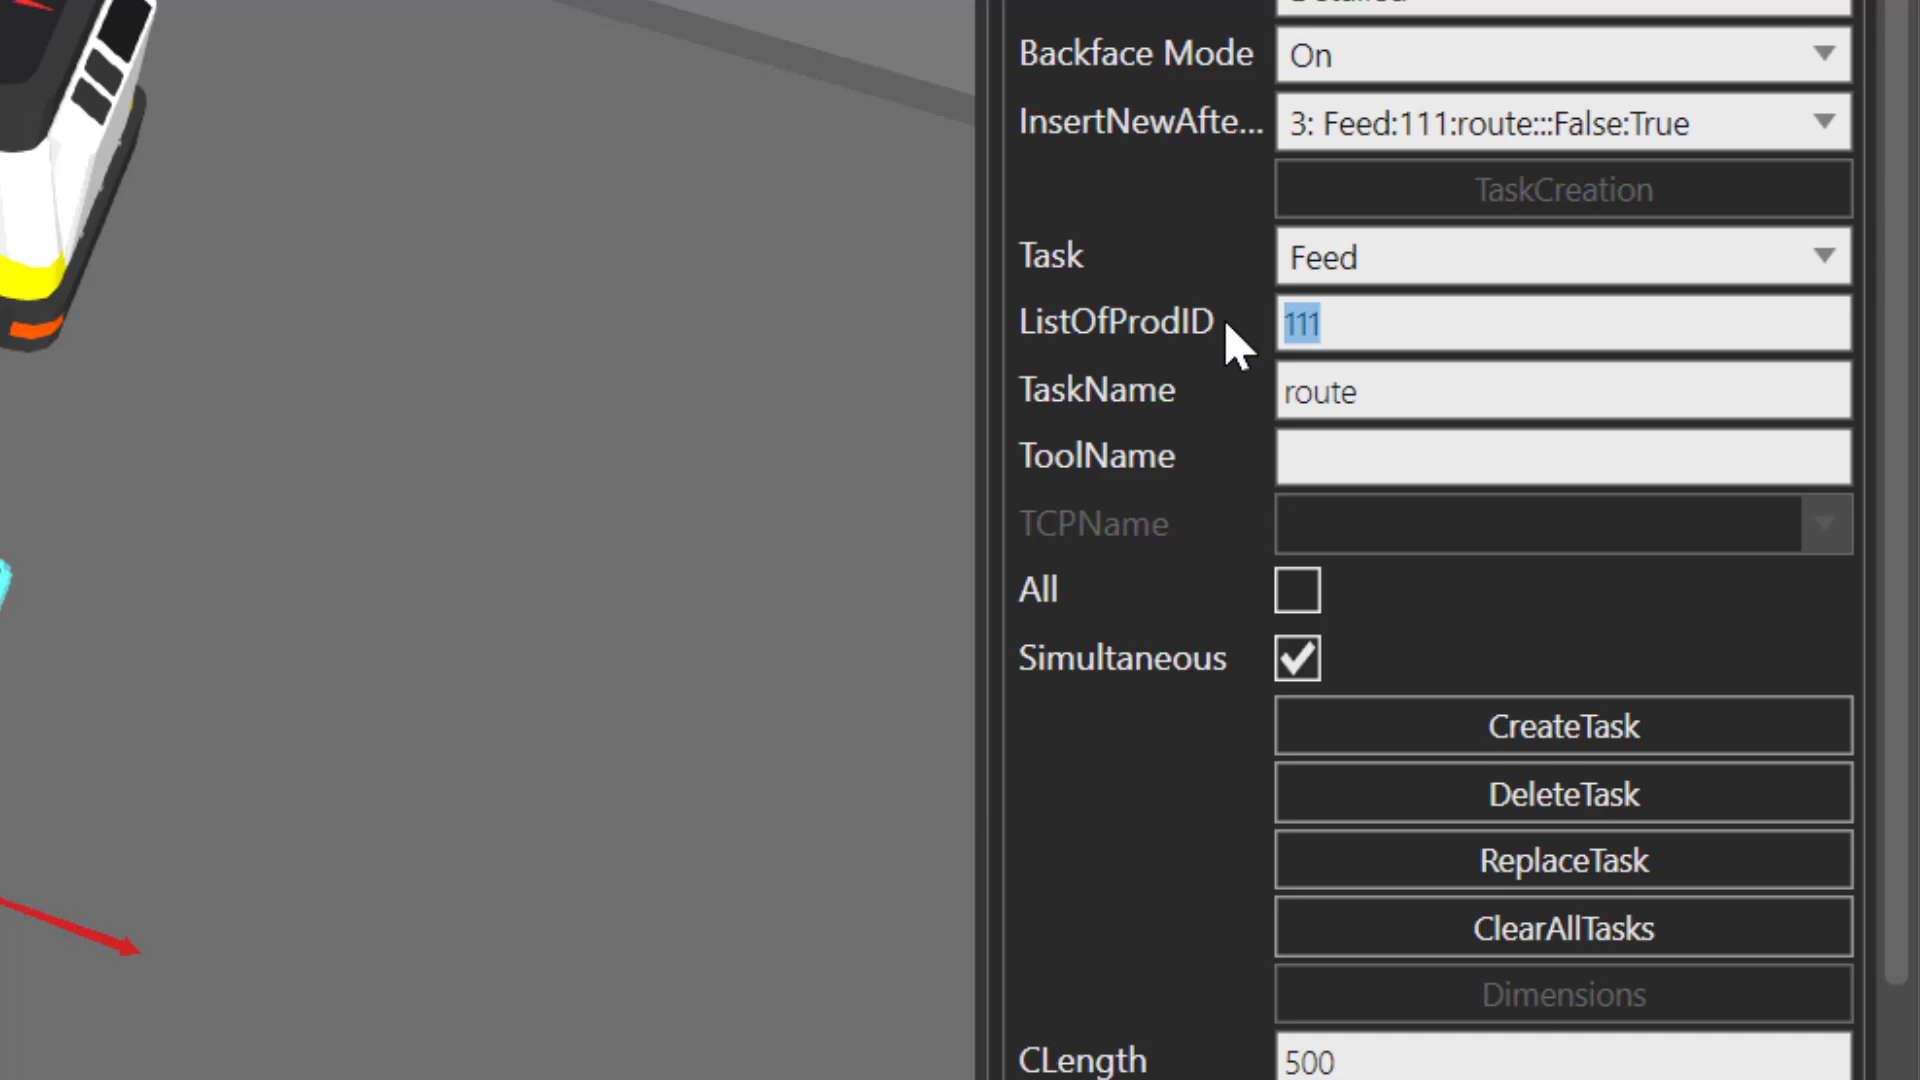 Backface Mode On
InsertNewAfte... 3: Feed:111:route:::False:True
TaskCreation
Task Feed
ListOfProdID 111
TaskName route
ToolName
TCPName
All
Simultaneous
CreateTask
DeleteTask
ReplaceTask
ClearAllTasks
Dimensions
CLength 500